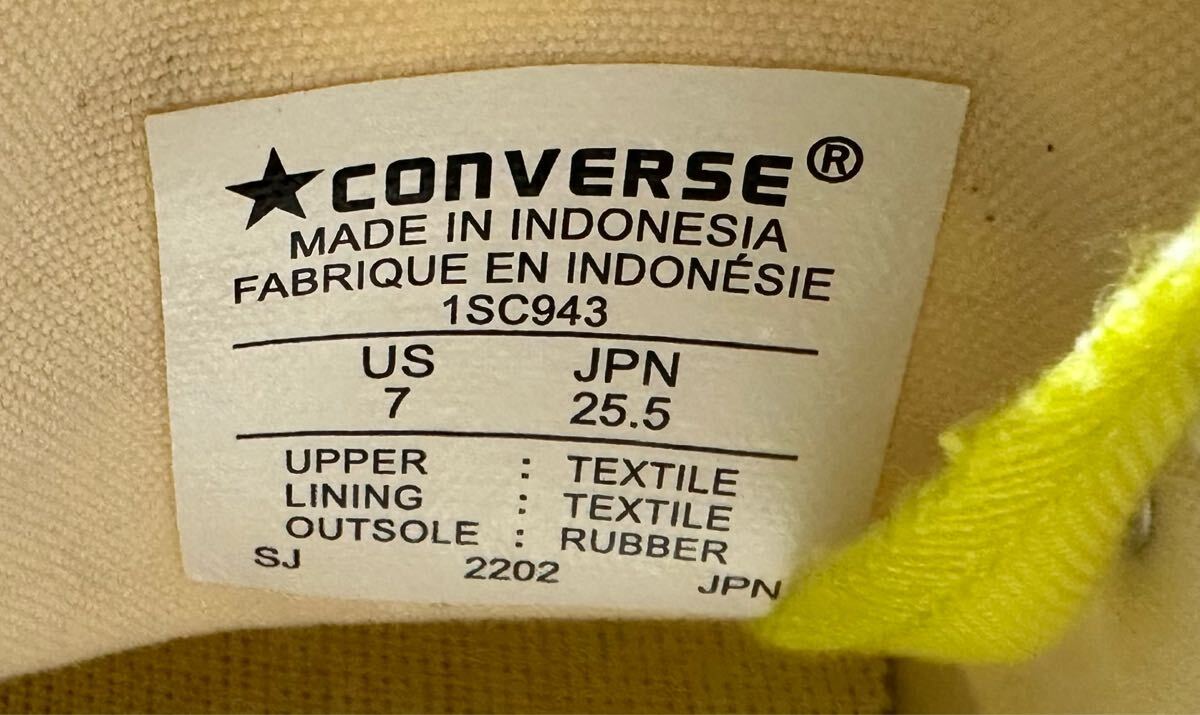 ★CONVERSE®
MADE IN INDONESIA
FABRIQUE EN INDONÉSIE
1SC943
US JPN
7 25.5
UPPER : TEXTILE
LINING : TEXTILE
OUTSOLE : RUBBER
SJ 2202 JPN